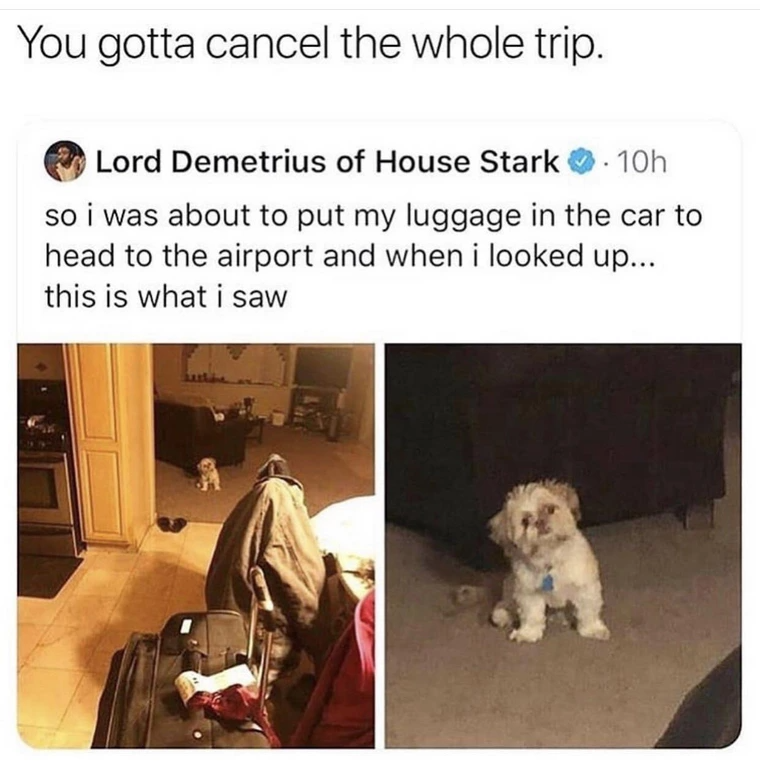 You gotta cancel the whole trip.
Lord Demetrius of House Stark · 10h
so i was about to put my luggage in the car to
head to the airport and when i looked up...
this is what i saw